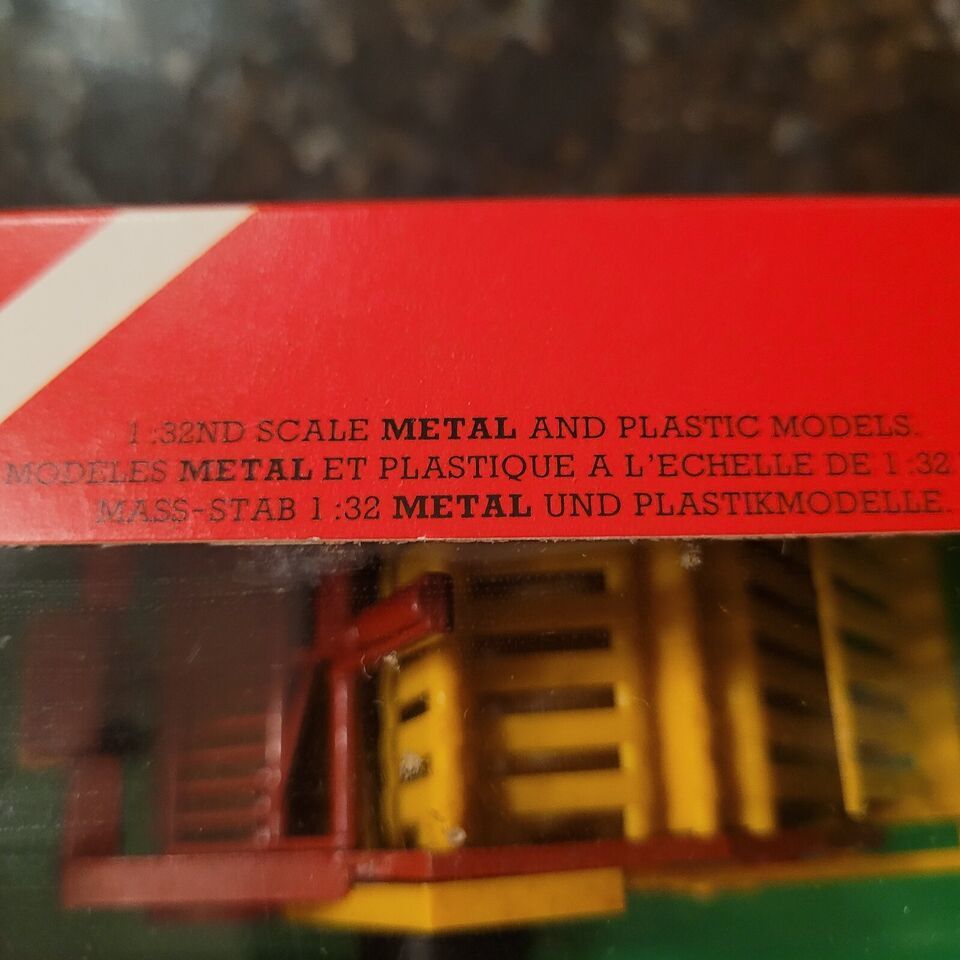 1:32ND SCALE METAL AND PLASTIC MODELS.
MODELES METAL ET PLASTIQUE A L'ECHELLE DE 1:32
MASS-STAB 1:32 METAL UND PLASTIKMODELLE.